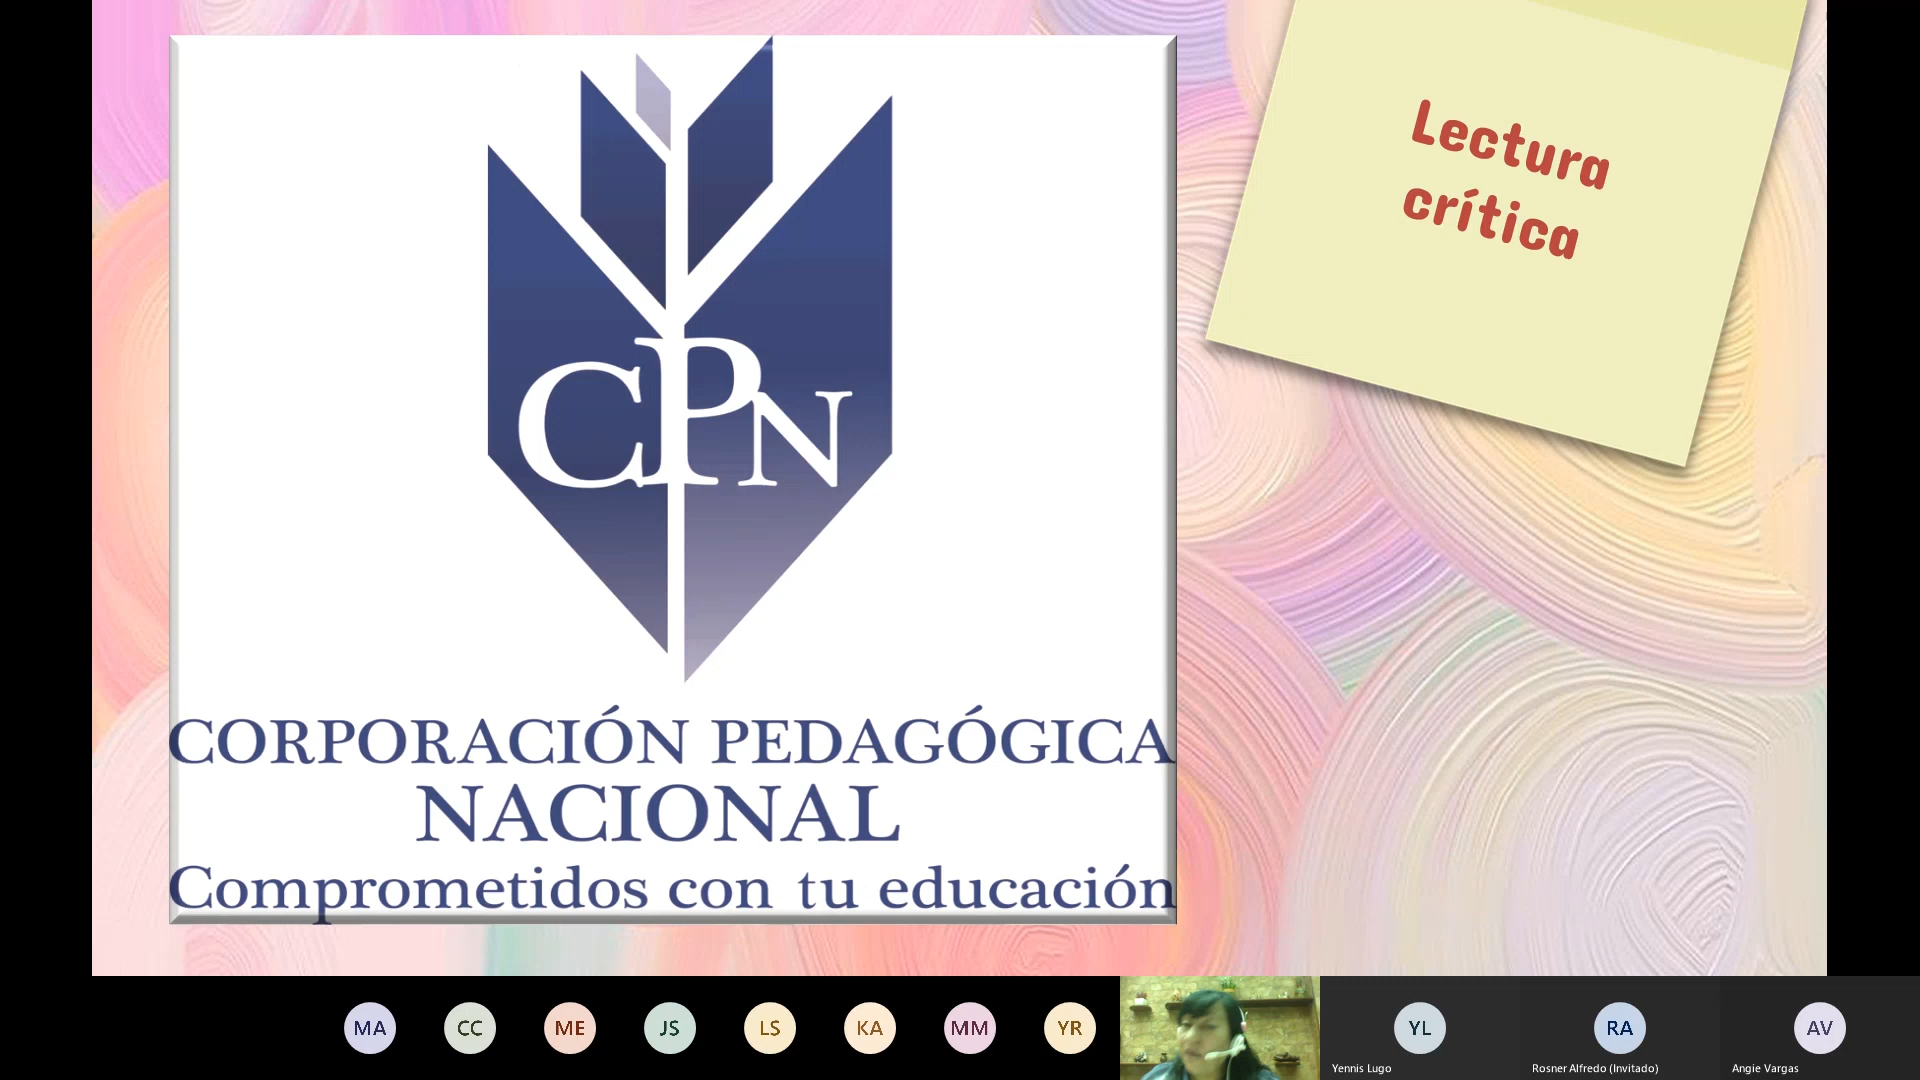 Lectura
crítica
CPN
CORPORACIÓN PEDAGÓGICA
NACIONAL
Comprometidos con tu educación
MA
CC
ME
JS
LS
KA
MM
YR
YL
RA
AV
Yennis Lugo
Rosner Alfredo (Invitado)
Angie Vargas